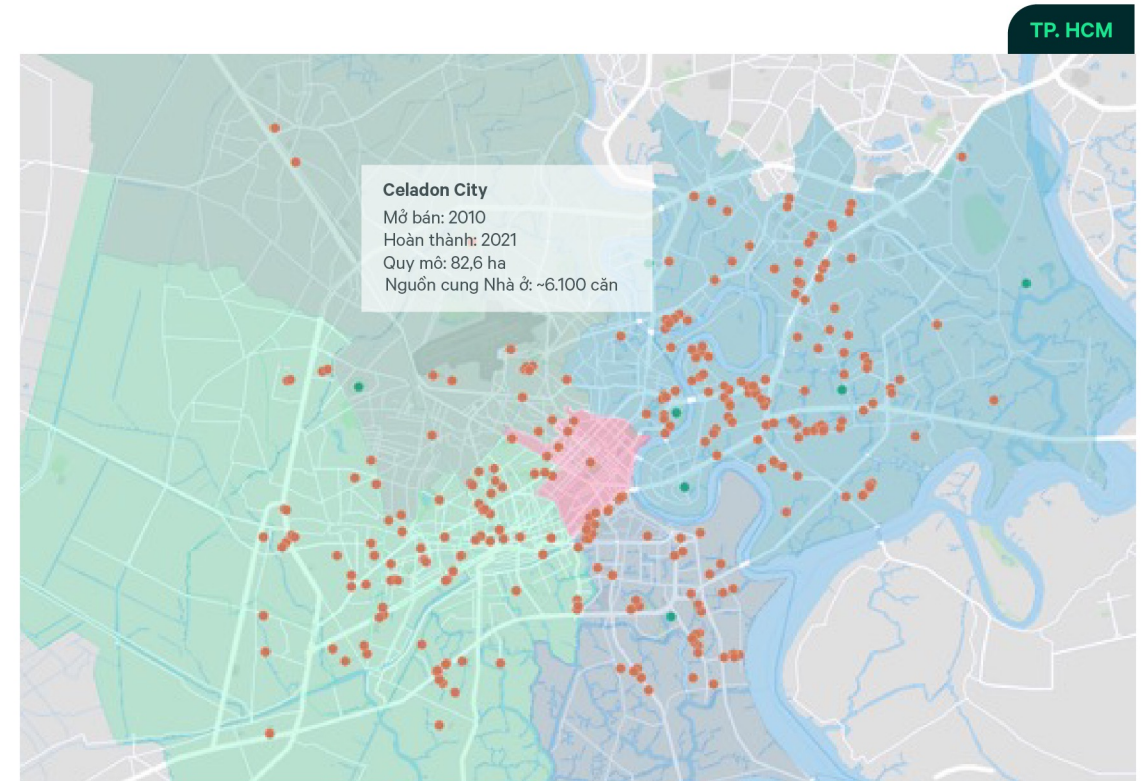 TP. HCM
Celadon City
Mở bán: 2010
Hoàn thành: 2021
Quy mô: 82,6 ha
Nguồn cung Nhà ở: ~6.100 căn